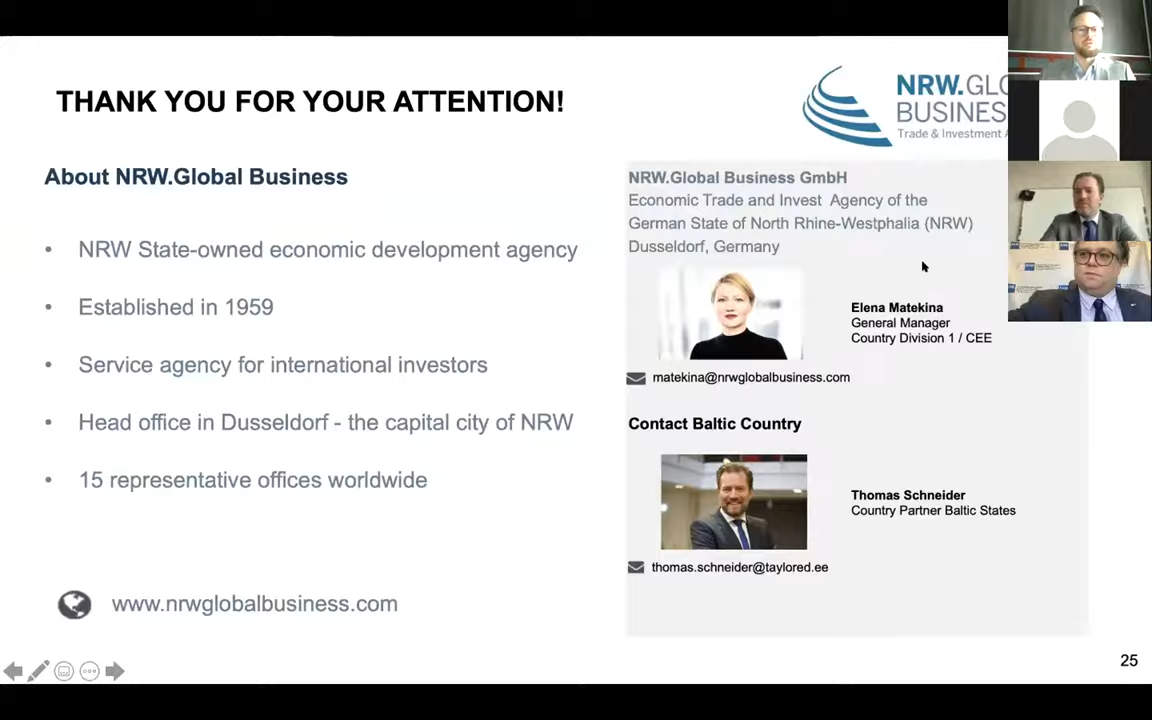 THANK YOU FOR YOUR ATTENTION!
NRW.GLO
BUSINES
Trade & Investment A
About NRW.Global Business
• NRW State-owned economic development agency
• Established in 1959
• Service agency for international investors
• Head office in Dusseldorf - the capital city of NRW
• 15 representative offices worldwide
www.nrwglobalbusiness.com
NRW.Global Business GmbH
Economic Trade and Invest Agency of the
German State of North Rhine-Westphalia (NRW)
Dusseldorf, Germany
Elena Matekina
General Manager
Country Division 1 / CEE
matekina@nrwglobalbusiness.com
Contact Baltic Country
Thomas Schneider
Country Partner Baltic States
thomas.schneider@taylored.ee
25